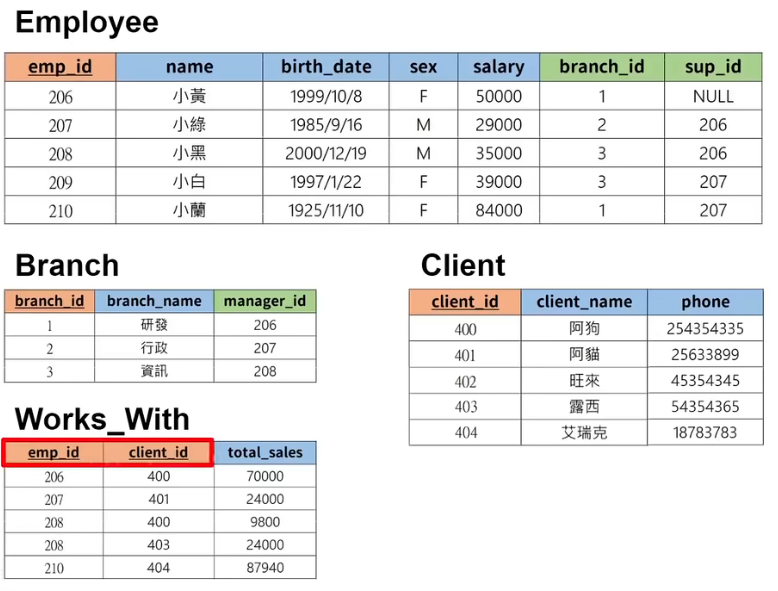 Employee
emp_id name birth_date sex salary branch_id sup_id
206 小黃 1999/10/8 F 50000 1 NULL
207 小綠 1985/9/16 M 29000 2 206
208 小黑 2000/12/19 M 35000 3 206
209 小白 1997/1/22 F 39000 3 207
210 小蘭 1925/11/10 F 84000 1 207
Branch
branch_id branch_name manager_id
1 研發 206
2 行政 207
3 資訊 208
Client
client_id client_name phone
400 阿狗 254354335
401 阿貓 25633899
402 旺來 45354345
403 露西 54354365
404 艾瑞克 18783783
Works_With
emp_id client_id total_sales
206 400 70000
207 401 24000
208 400 9800
208 403 24000
210 404 87940